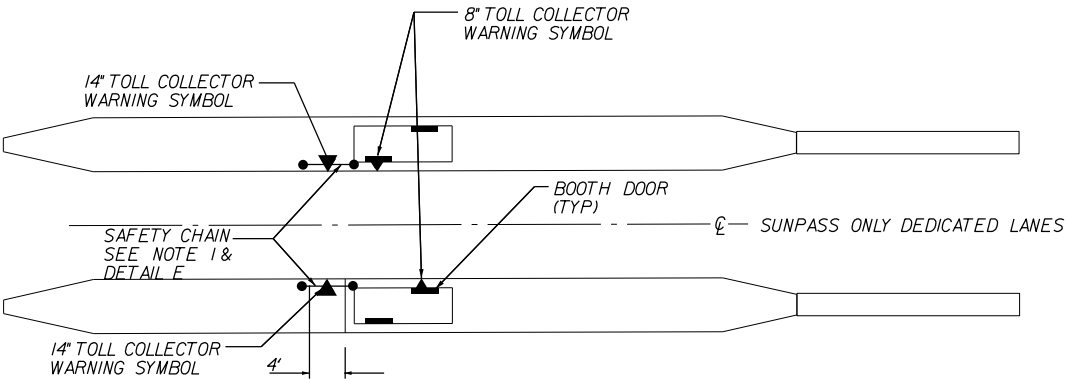 8" TOLL COLLECTOR
WARNING SYMBOL
14" TOLL COLLECTOR
WARNING SYMBOL
BOOTH DOOR
(TYP)
℄ SUNPASS ONLY DEDICATED LANES
SAFETY CHAIN
SEE NOTE 1 &
DETAIL E
14" TOLL COLLECTOR
WARNING SYMBOL
4'